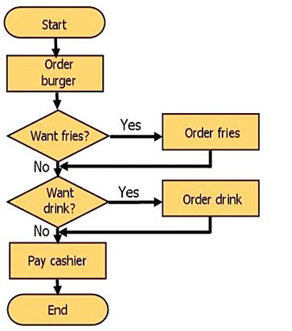 Start
Order
burger
Want fries?
Yes
Order fries
No
Want
drink?
Yes
Order drink
No
Pay cashier
End